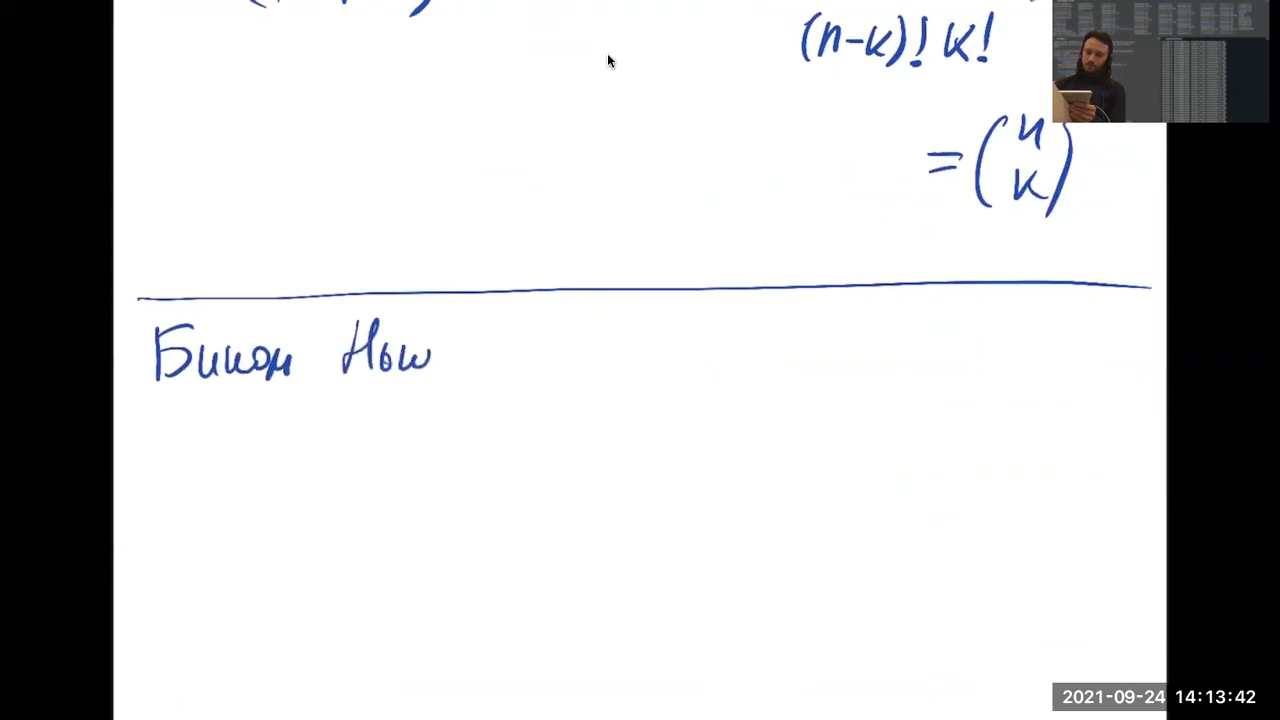 (n-k)! k!
= (n k)
Бином Нью
2021-09-24 14:13:42